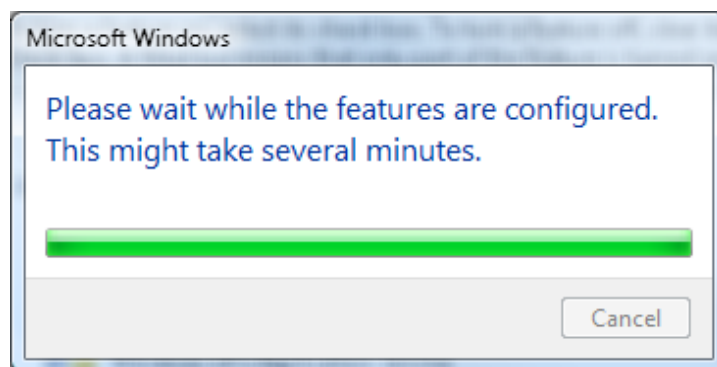 Microsoft Windows
Please wait while the features are configured.
This might take several minutes.
Cancel